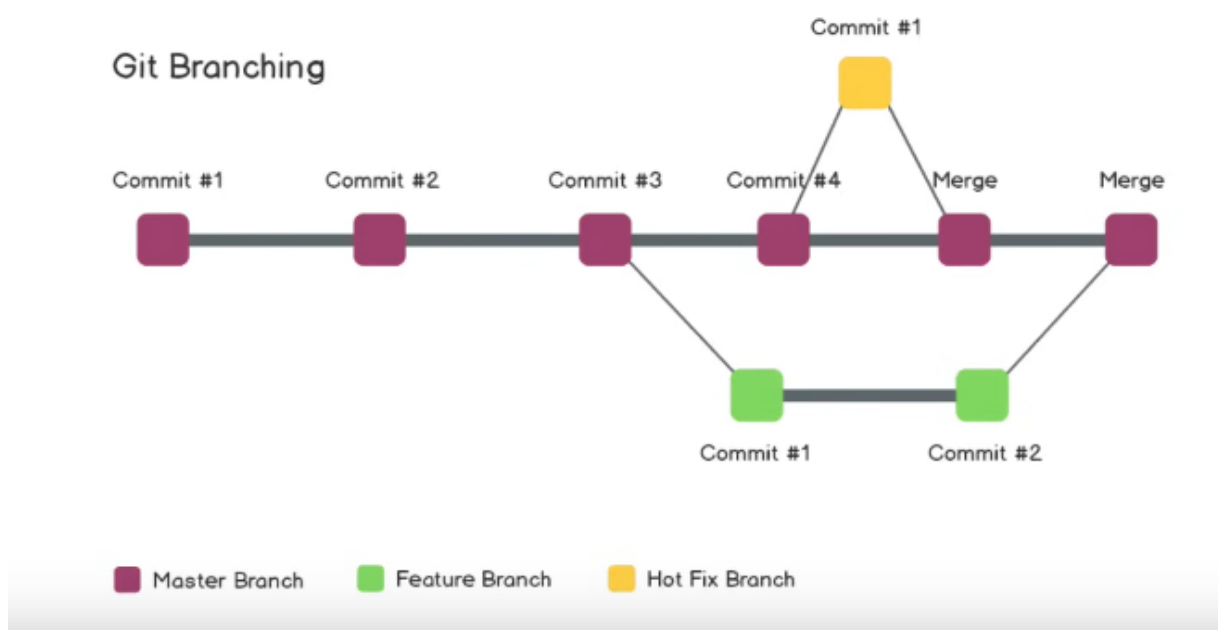 Commit #1
Git Branching
Commit #1 Commit #2 Commit #3 Commit #4 Merge Merge
Commit #1 Commit #2
Master Branch Feature Branch Hot Fix Branch